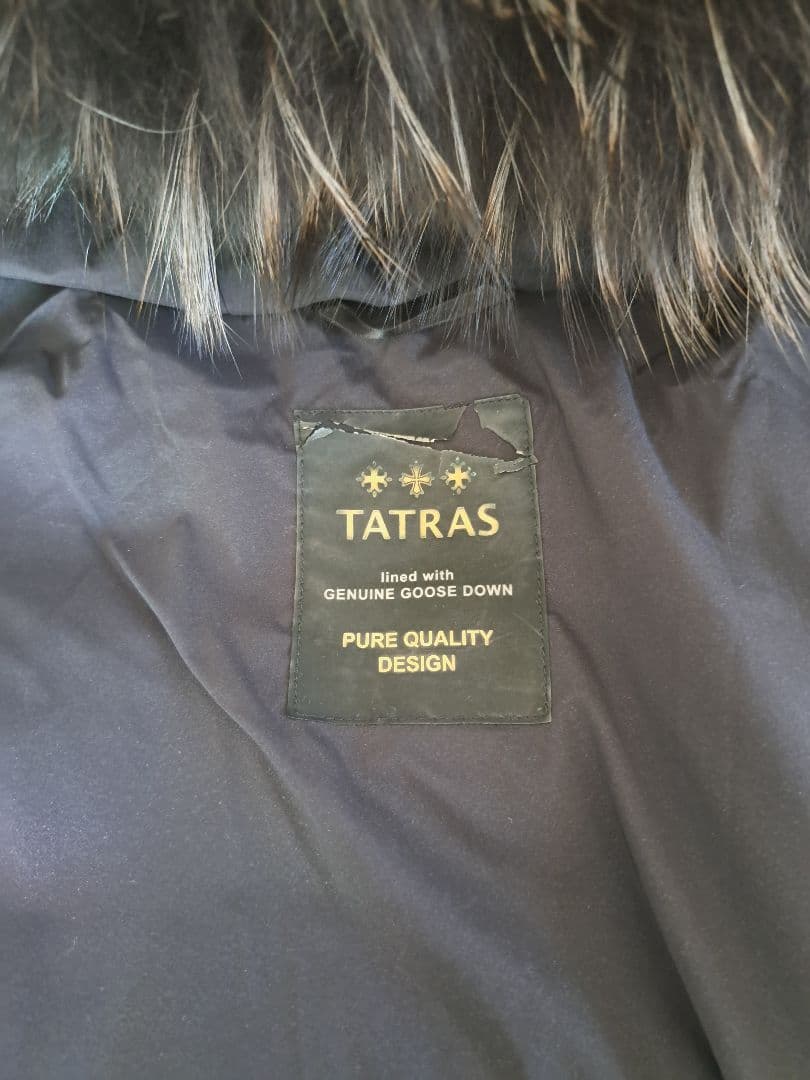 TATRAS
lined with
GENUINE GOOSE DOWN
PURE QUALITY
DESIGN